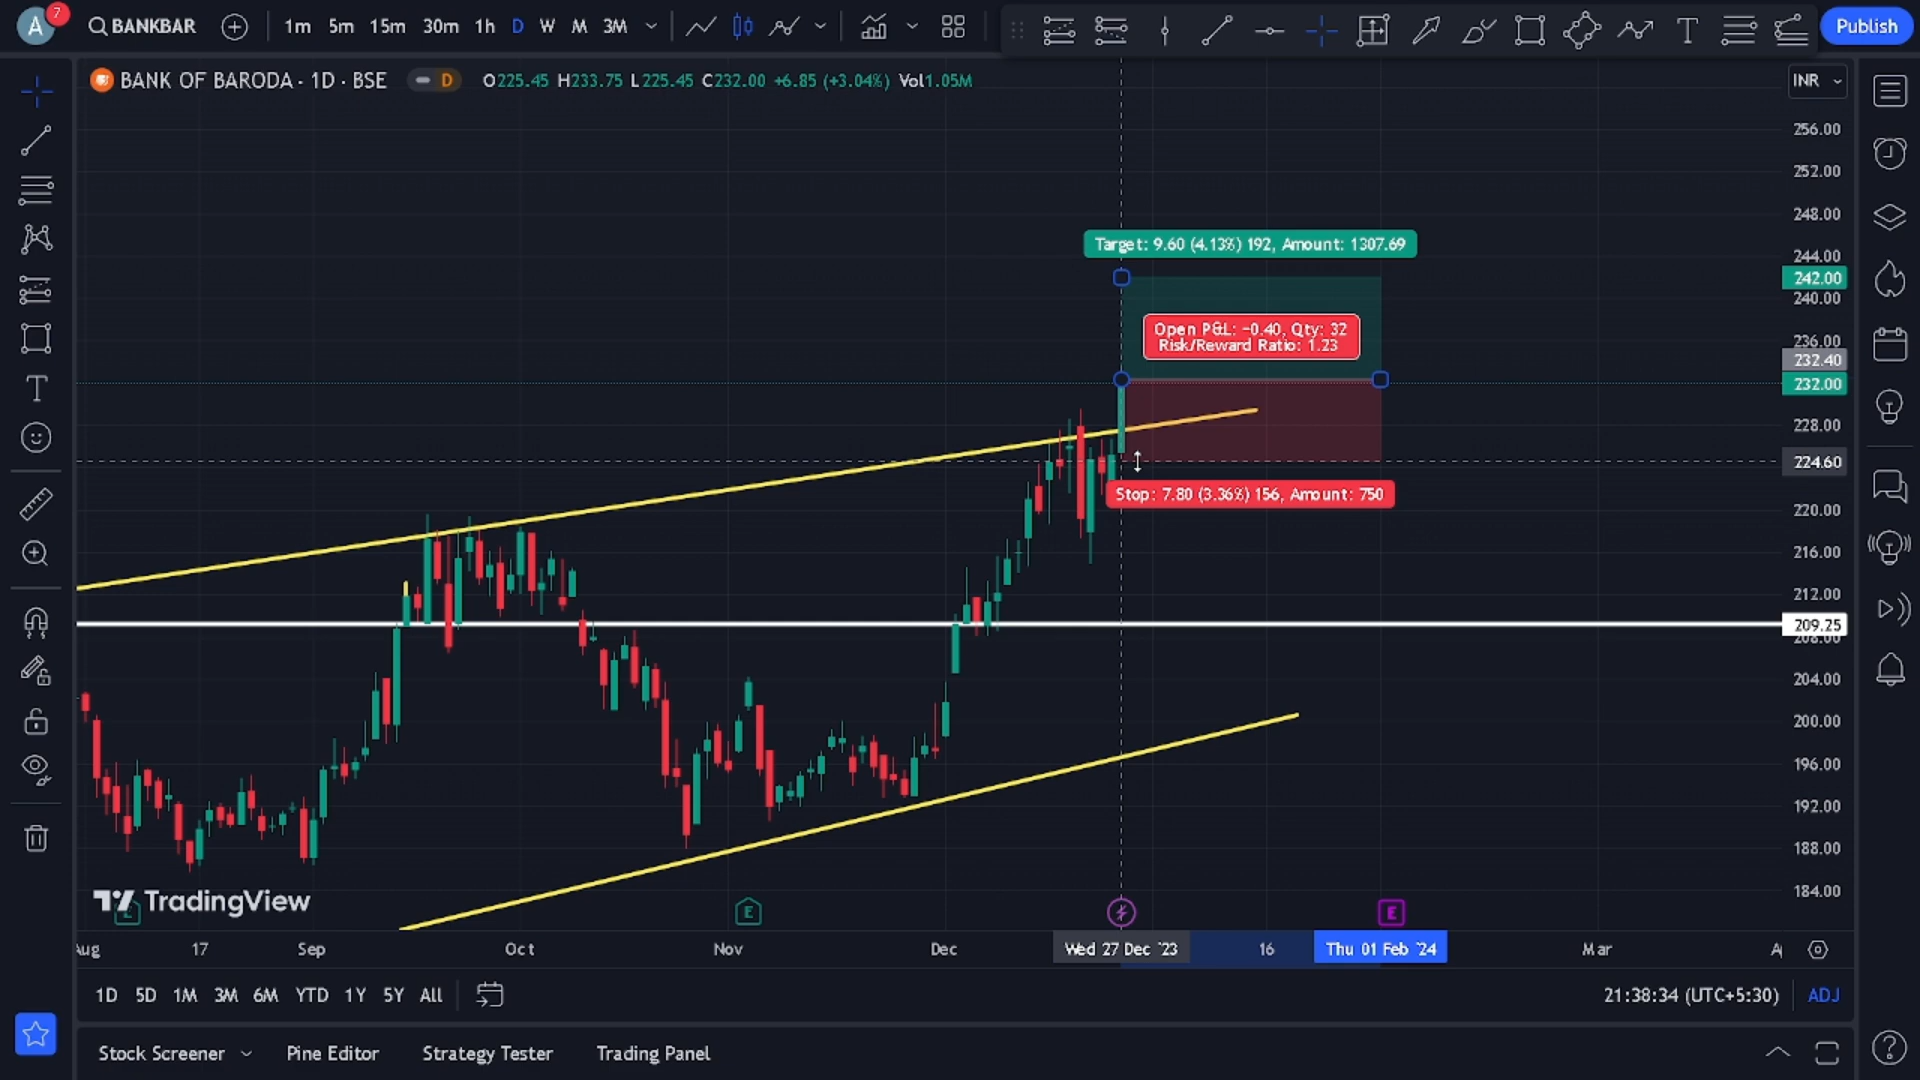 A
7
BANKBAR
1m 5m 15m 30m 1h D W M 3M
Publish
BANK OF BARODA · 1D · BSE
D
O225.45 H233.75 L225.45 C232.00 +6.85 (+3.04%) Vol1.05M
INR
256.00
252.00
248.00
Target: 9.60 (4.13%) 192, Amount: 1307.69
244.00
242.00
240.00
Open P&L: −0.40, Qty: 32
Risk/Reward Ratio: 1.23
236.00
232.40
232.00
228.00
224.60
Stop: 7.80 (3.36%) 156, Amount: 750
220.00
216.00
212.00
209.25
208.00
204.00
200.00
196.00
192.00
188.00
184.00
TradingView
E
E
E
Aug 17 Sep Oct Nov Dec Wed 27 Dec '23 16 Thu 01 Feb '24 Mar A
1D 5D 1M 3M 6M YTD 1Y 5Y All
21:38:34 (UTC+5:30) ADJ
Stock Screener Pine Editor Strategy Tester Trading Panel